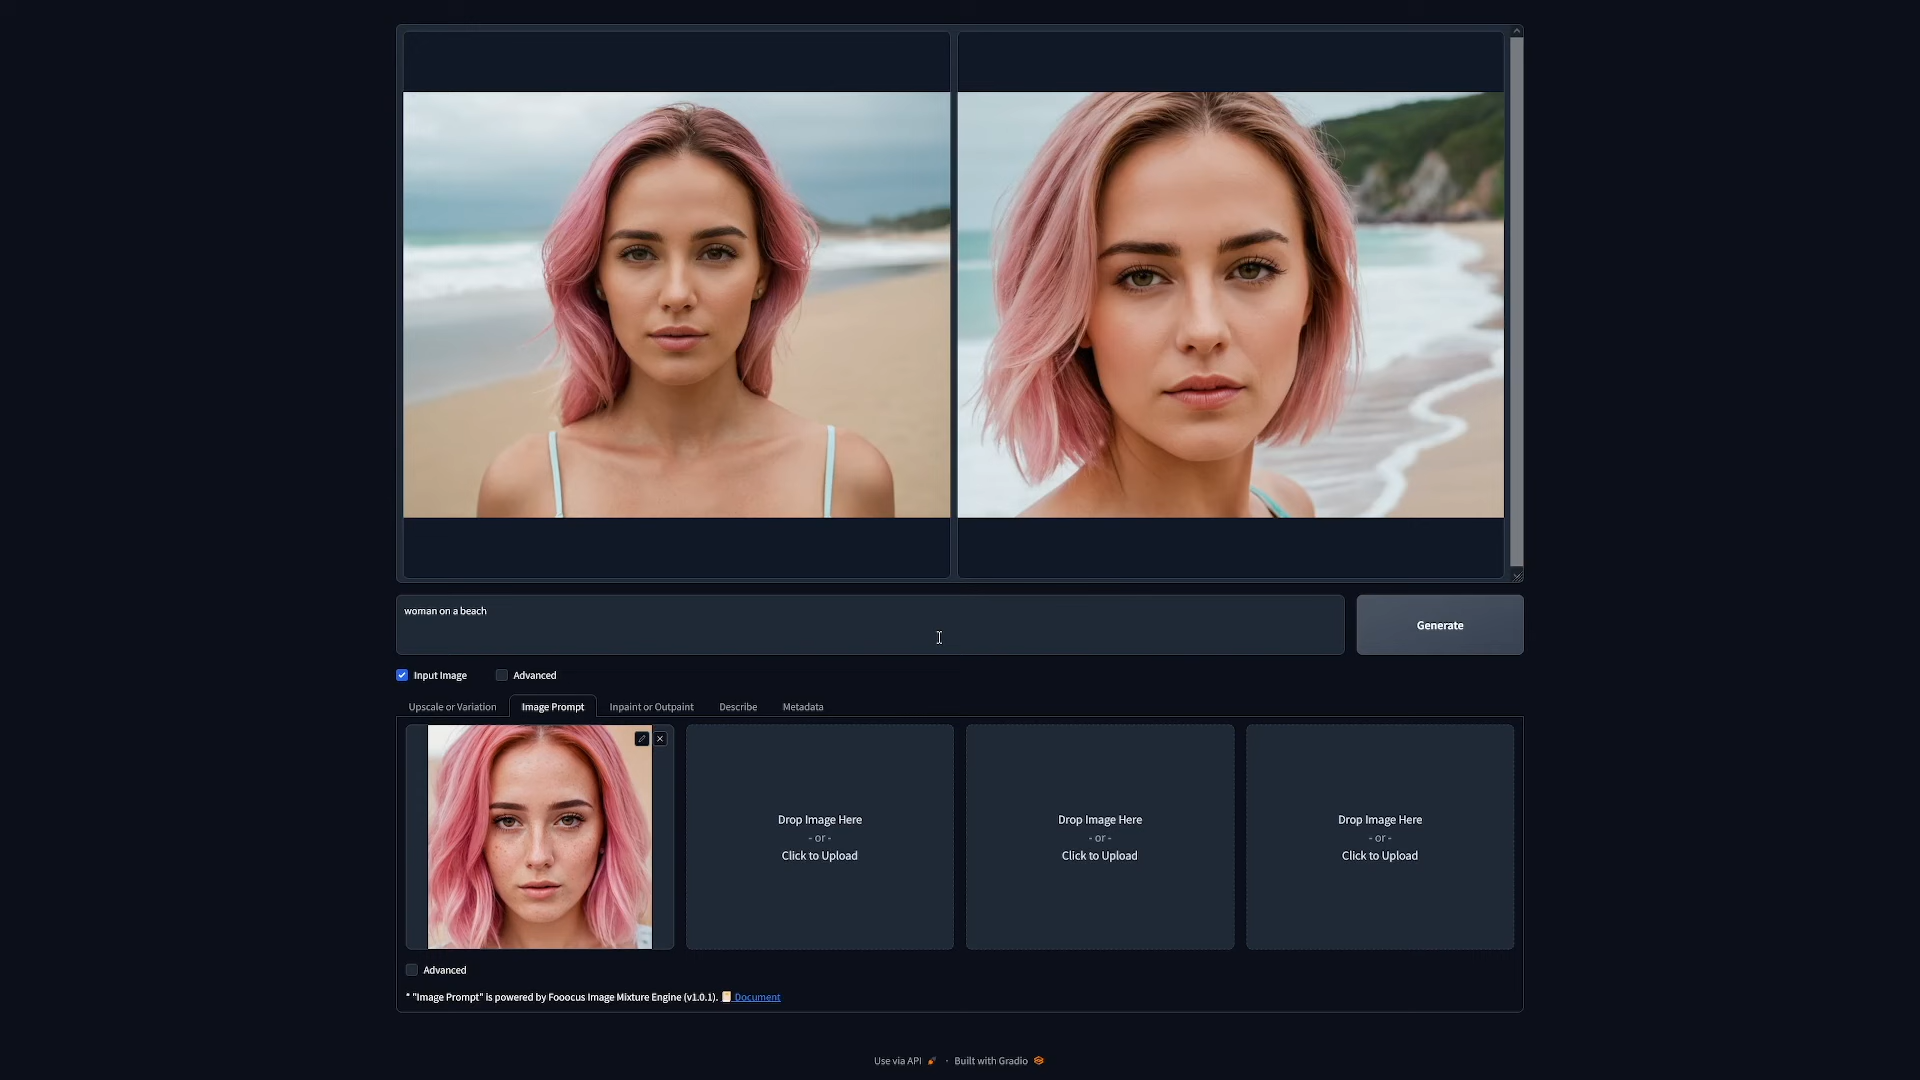 woman on a beach
Generate
Input Image
Advanced
Upscale or Variation
Image Prompt
Inpaint or Outpaint
Describe
Metadata
Drop Image Here
- or -
Click to Upload
Drop Image Here
- or -
Click to Upload
Drop Image Here
- or -
Click to Upload
Advanced
* "Image Prompt" is powered by Fooocus Image Mixture Engine (v1.0.1). Document
Use via API · Built with Gradio